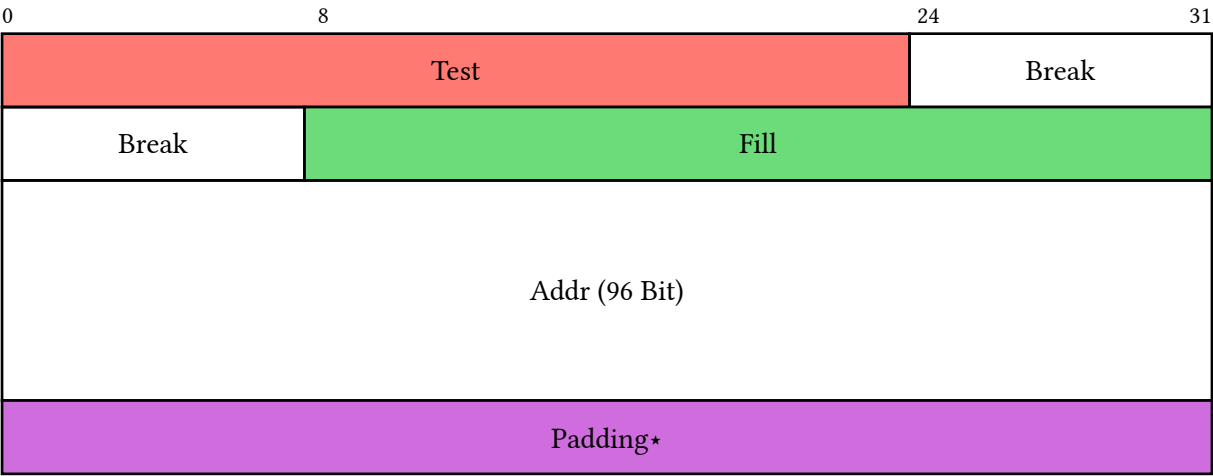 0 8 24 31
Test Break
Break Fill
Addr (96 Bit)
Padding⋆